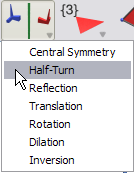 {3}
Central Symmetry
Half-Turn
Reflection
Translation
Rotation
Dilation
Inversion